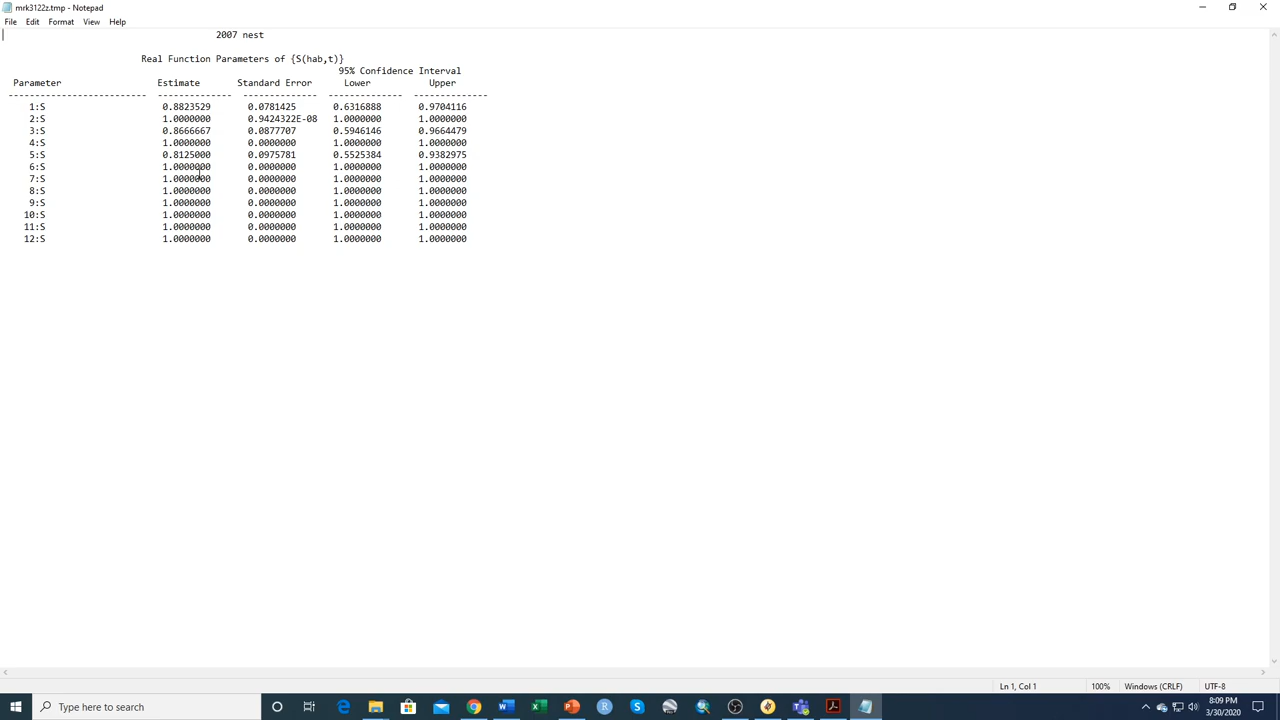 mrk3122z.tmp - Notepad
File Edit Format View Help
2007 nest
Real Function Parameters of {S(hab,t)}
95% Confidence Interval
Parameter Estimate Standard Error Lower Upper
-------------------------- -------------- -------------- -------------- --------------
1:S 0.8823529 0.0781425 0.6316888 0.9704116
2:S 1.0000000 0.9424322E-08 1.0000000 1.0000000
3:S 0.8666667 0.0877707 0.5946146 0.9664479
4:S 1.0000000 0.0000000 1.0000000 1.0000000
5:S 0.8125000 0.0975781 0.5525384 0.9382975
6:S 1.0000000 0.0000000 1.0000000 1.0000000
7:S 1.0000000 0.0000000 1.0000000 1.0000000
8:S 1.0000000 0.0000000 1.0000000 1.0000000
9:S 1.0000000 0.0000000 1.0000000 1.0000000
10:S 1.0000000 0.0000000 1.0000000 1.0000000
11:S 1.0000000 0.0000000 1.0000000 1.0000000
12:S 1.0000000 0.0000000 1.0000000 1.0000000
Ln 1, Col 1 100% Windows (CRLF) UTF-8
Type here to search
8:09 PM
3/30/2020